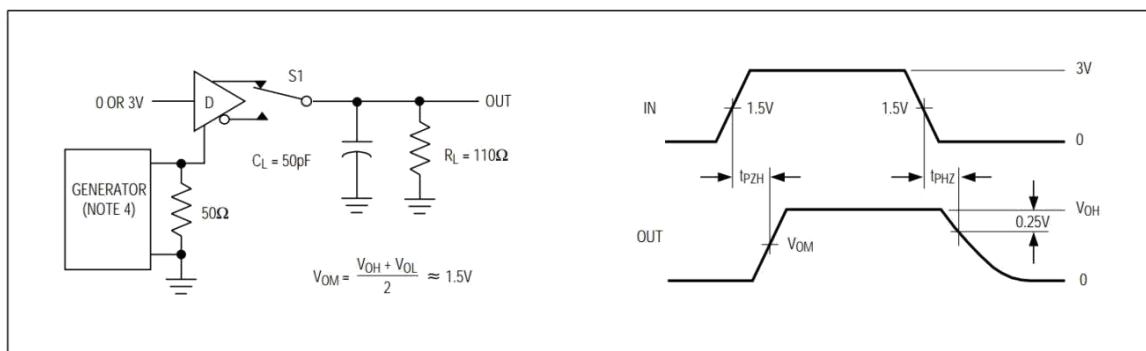 S1
0 OR 3V
D
OUT
C_L = 50pF
R_L = 110Ω
GENERATOR
(NOTE 4)
50Ω
V_OM = V_OH + V_OL / 2 ≈ 1.5V
3V
IN
1.5V
1.5V
0
t_PZH
t_PHZ
V_OH
0.25V
OUT
V_OM
0